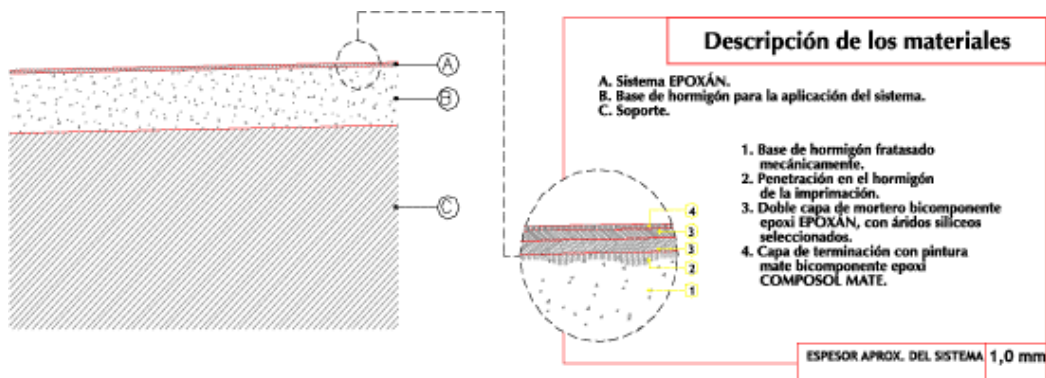 Descripción de los materiales
A
B
C
A. Sistema EPOXÁN.
B. Base de hormigón para la aplicación del sistema.
C. Soporte.
1. Base de hormigón fratasado
mecánicamente.
2. Penetración en el hormigón
de la imprimación.
3. Doble capa de mortero bicomponente
epoxi EPOXÁN, con áridos silíceos
seleccionados.
4. Capa de terminación con pintura
mate bicomponente epoxi
COMPOSOL MATE.
4
3
3
2
1
ESPESOR APROX. DEL SISTEMA 1,0 mm